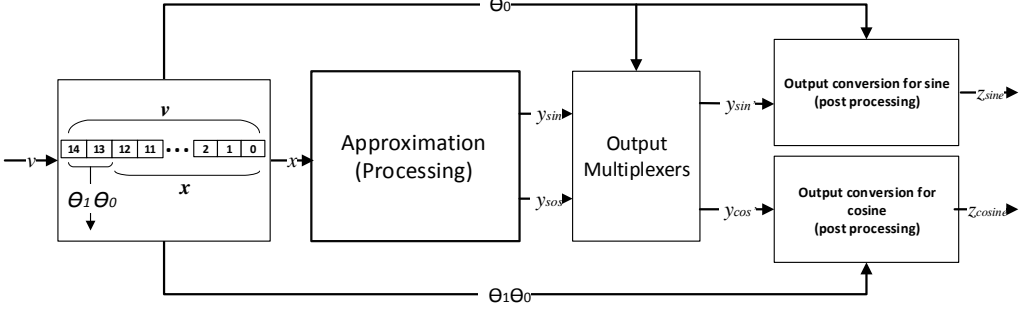 Θ0
v
v
14 13 12 11 ••• 2 1 0
x
Θ1 Θ0
x
Approximation
(Processing)
ysin
ysos
Output
Multiplexers
ysin'
ycos'
Output conversion for sine
(post processing)
zsine
Output conversion for
cosine
(post processing)
zcosine
Θ1Θ0